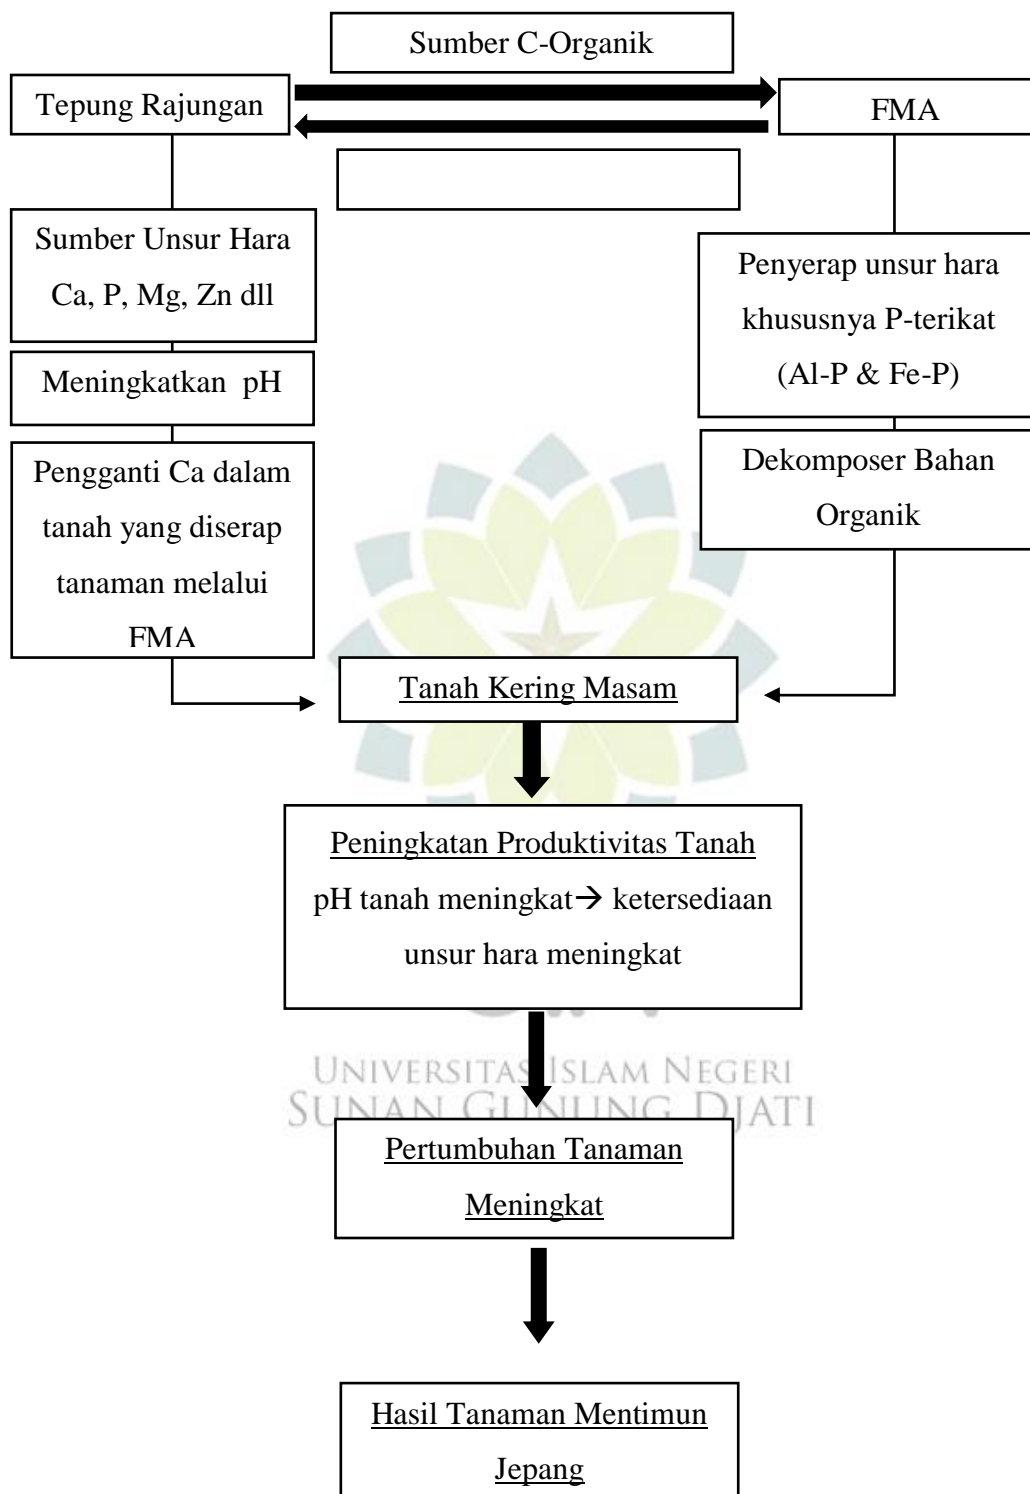 Sumber C-Organik
Tepung Rajungan
FMA
Sumber Unsur Hara
Ca, P, Mg, Zn dll
Meningkatkan pH
Pengganti Ca dalam
tanah yang diserap
tanaman melalui
FMA
Penyerap unsur hara
khususnya P-terikat
(Al-P & Fe-P)
Dekomposer Bahan
Organik
Tanah Kering Masam
Peningkatan Produktivitas Tanah
pH tanah meningkat→ ketersediaan
unsur hara meningkat
UNIVERSITAS ISLAM NEGERI
SUNAN GUNUNG DJATI
Pertumbuhan Tanaman
Meningkat
Hasil Tanaman Mentimun
Jepang